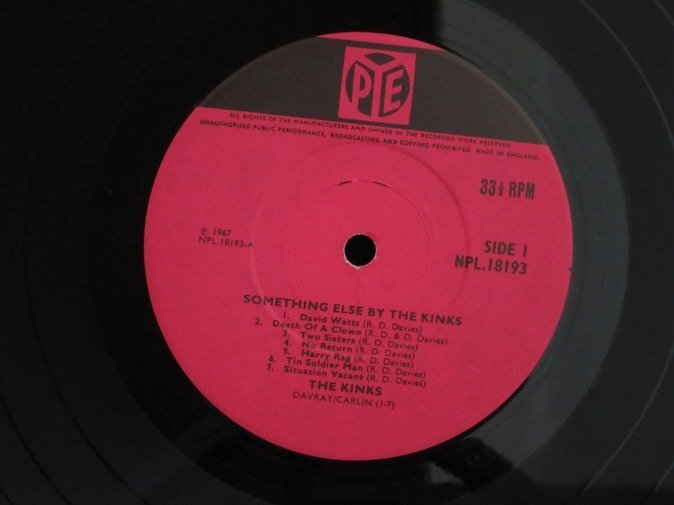 PYE
ALL RIGHTS OF THE MANUFACTURERS AND OWNER OF THE RECORDED WORK RESERVED.
UNAUTHORISED PUBLIC PERFORMANCE, BROADCASTING AND COPYING PROHIBITED. MADE IN ENGLAND.
33⅓ RPM
℗ 1967
NPL.18193-A
SIDE 1
NPL.18193
SOMETHING ELSE BY THE KINKS
1. David Watts (R. D. Davies)
2. Death Of A Clown (R. D. & D. Davies)
3. Two Sisters (R. D. Davies)
4. No Return (R. D. Davies)
5. Harry Rag (R. D. Davies)
6. Tin Soldier Man (R. D. Davies)
7. Situation Vacant (R. D. Davies)
THE KINKS
DAVRAY/CARLIN (1-7)